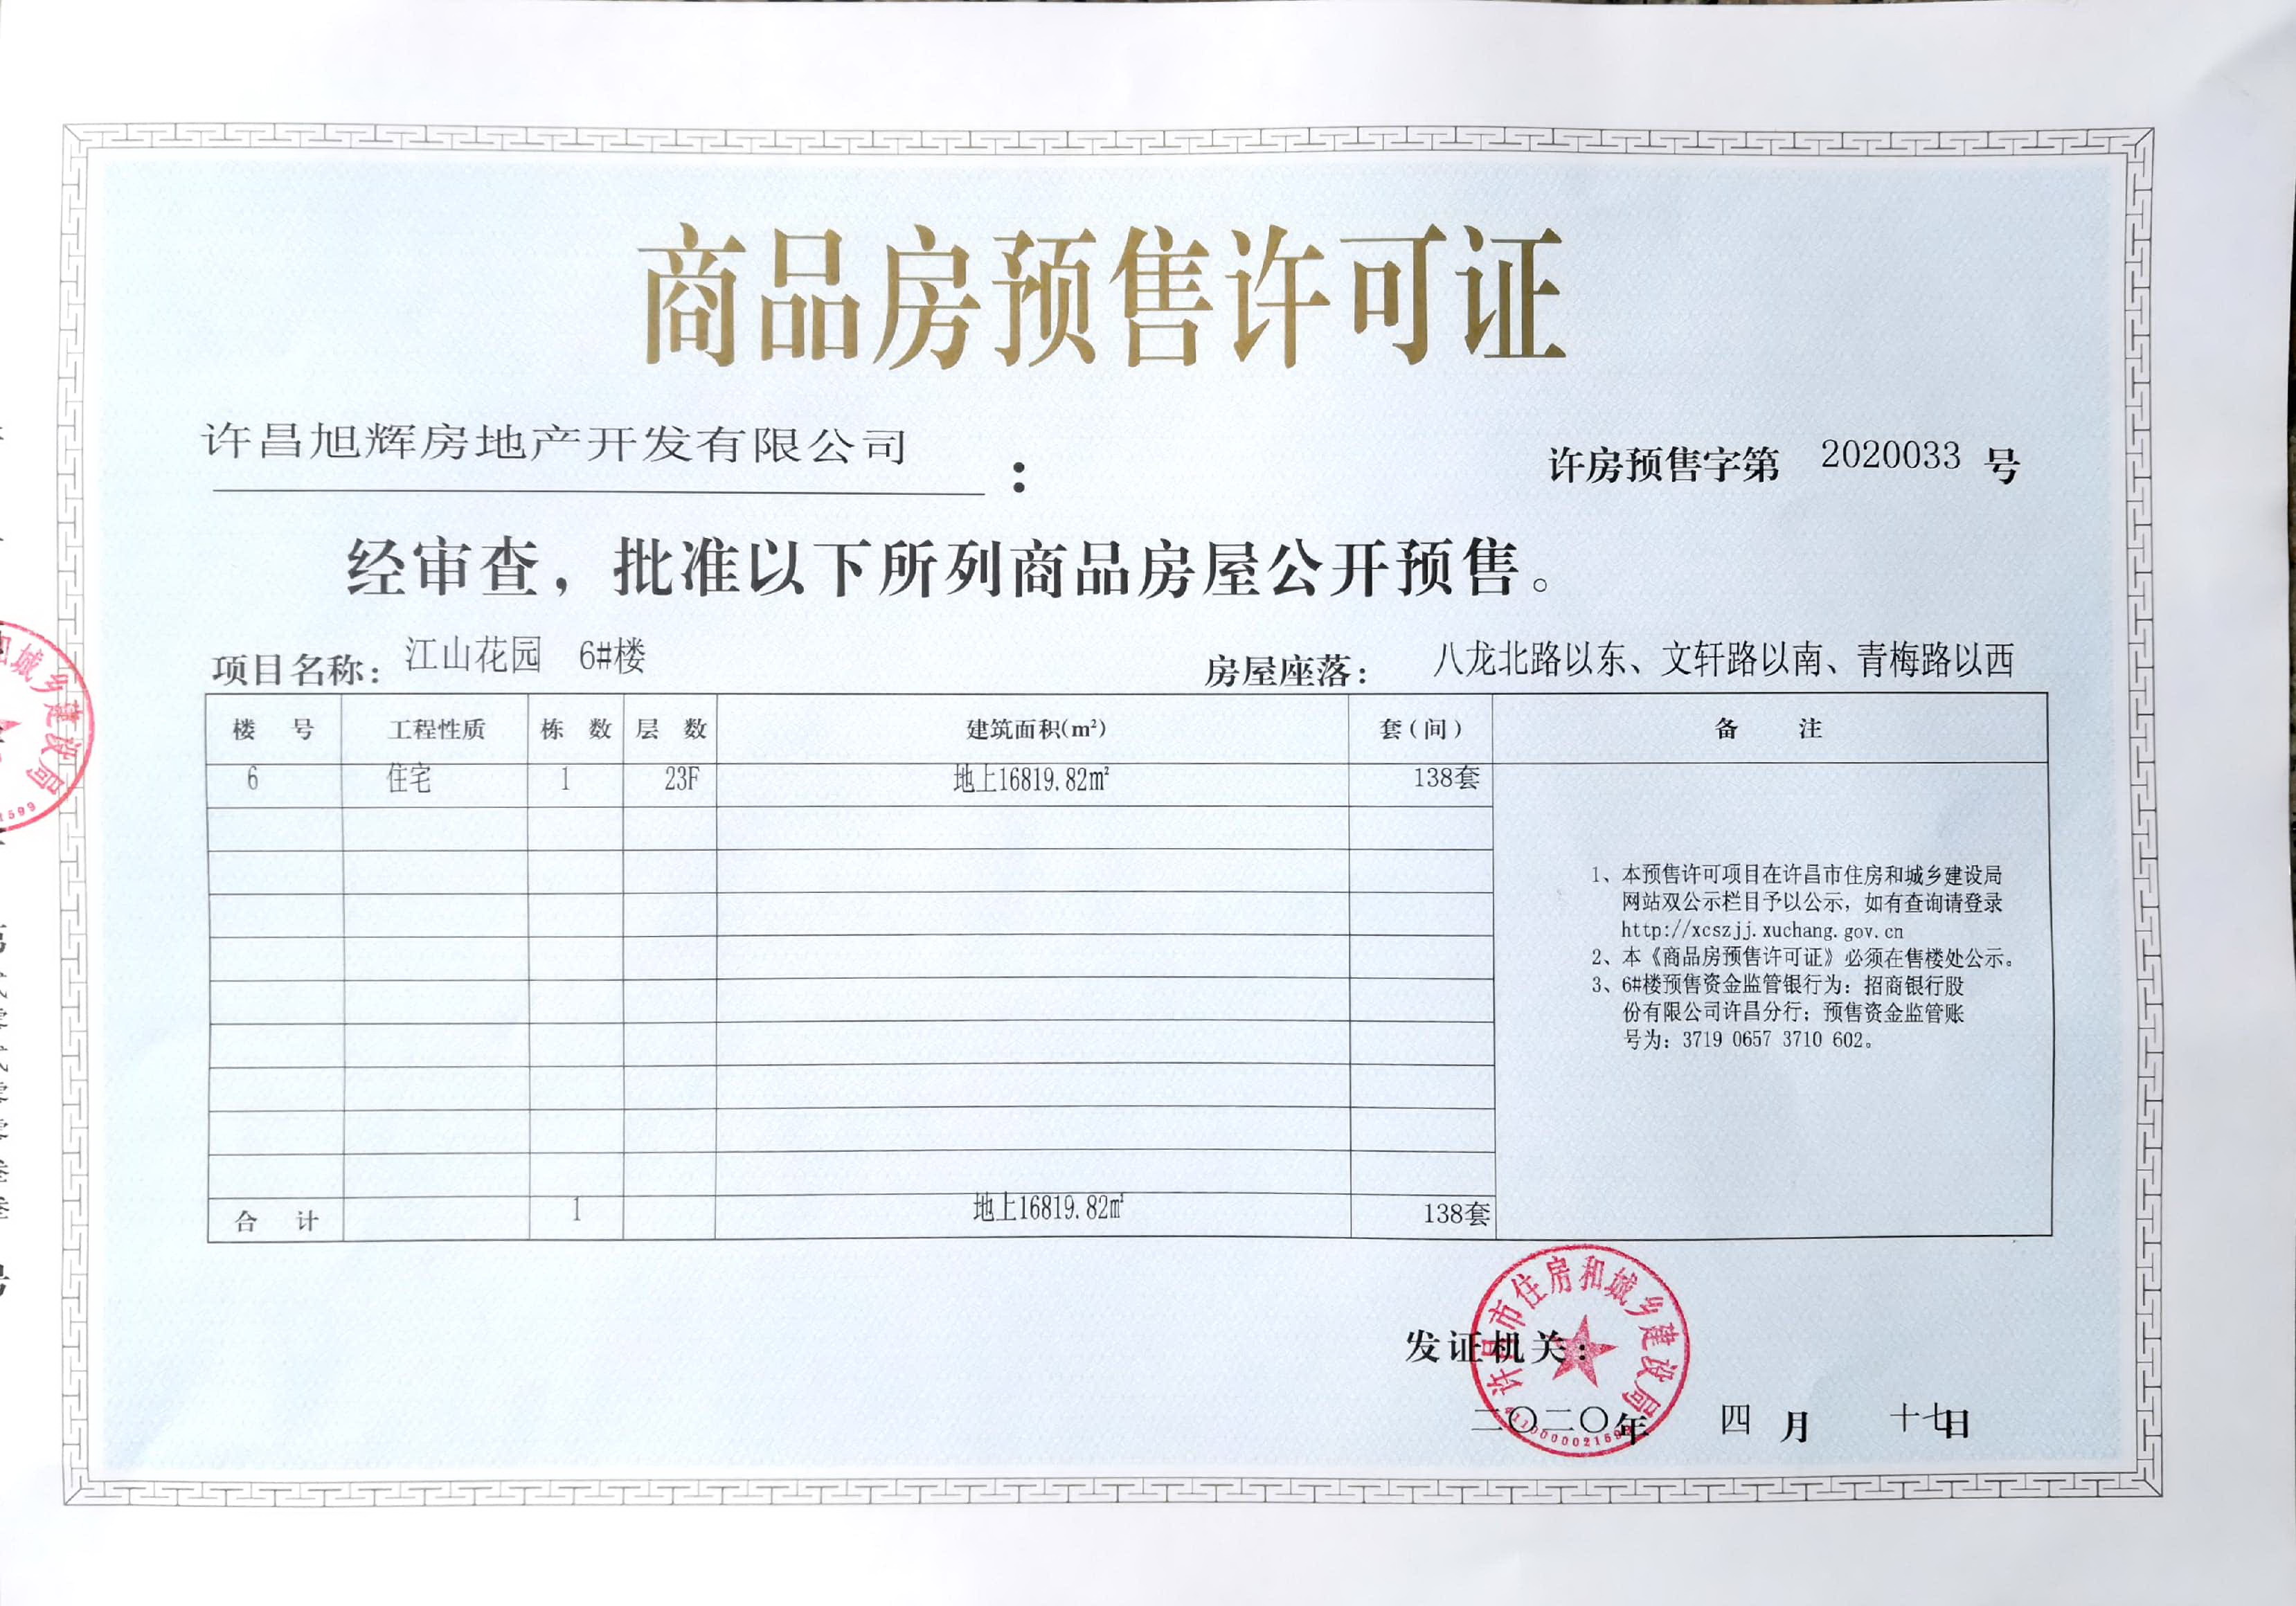 商品房预售许可证
许昌旭辉房地产开发有限公司：
许房预售字第 2020033 号
经审查，批准以下所列商品房屋公开预售。
项目名称： 江山花园 6#楼
房屋座落： 八龙北路以东、文轩路以南、青梅路以西
楼 号 工程性质 栋 数 层 数 建筑面积(m²) 套(间) 备 注
6 住宅 1 23F 地上16819.82㎡ 138套
1、本预售许可项目在许昌市住房和城乡建设局
网站双公示栏目予以公示，如有查询请登录
http://xcszjj.xuchang.gov.cn
2、本《商品房预售许可证》必须在售楼处公示。
3、6#楼预售资金监管银行为：招商银行股
份有限公司许昌分行；预售资金监管账
号为：3719 0657 3710 602。
合 计 1 地上16819.82㎡ 138套
发证机关：
许昌市住房和城乡建设局
二〇二〇年 四 月 十七日
和城乡建设局
599
号